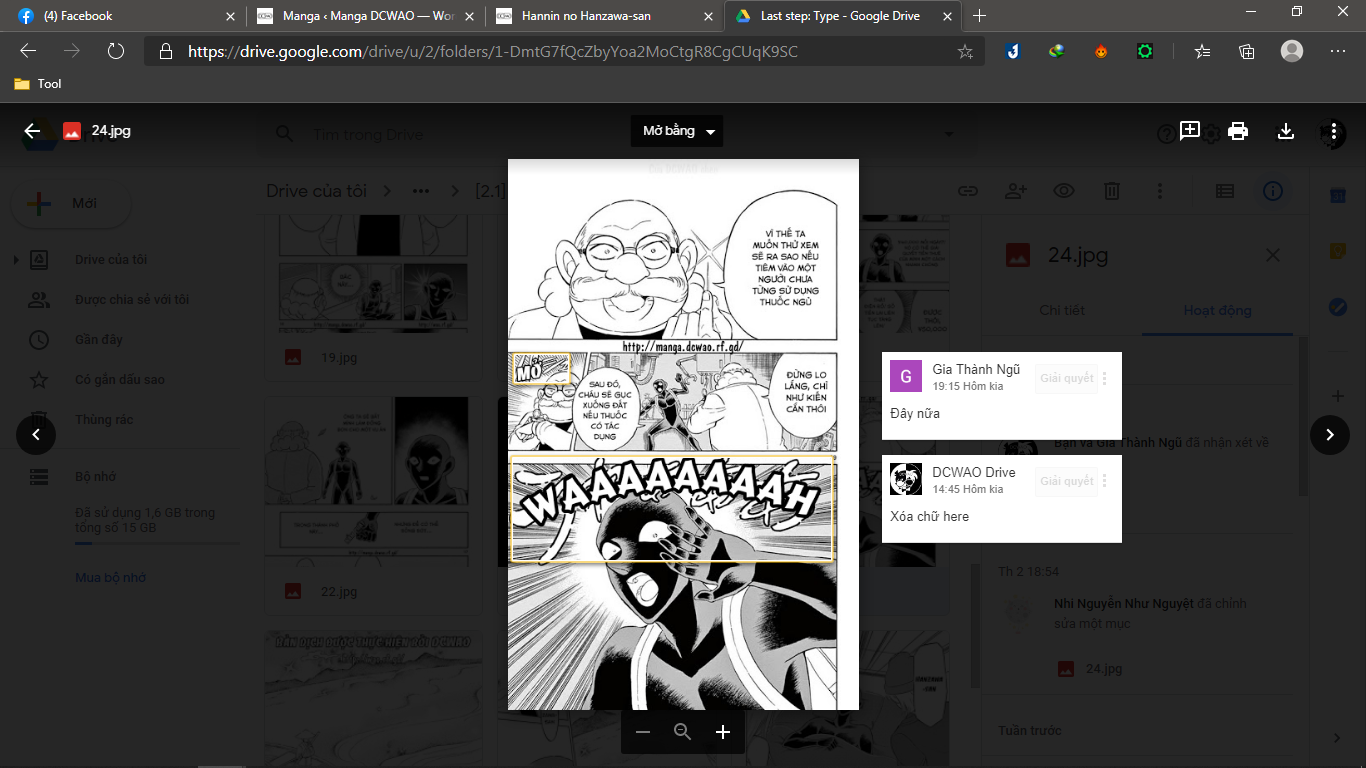 (4) Facebook
Manga ‹ Manga DCWAO — Wor
Hannin no Hanzawa-san
Last step: Type - Google Drive
https://drive.google.com/drive/u/2/folders/1-DmtG7fQcZbyYoa2MoCtgR8CgCUqK9SC
Tool
24.jpg
Tìm trong Drive
Mở bằng
Mới
Drive của tôi
•••
[2.1]
Drive của tôi
Được chia sẻ với tôi
Gần đây
Có gắn dấu sao
Thùng rác
Bộ nhớ
Đã sử dụng 1,6 GB trong
tổng số 15 GB
Mua bộ nhớ
19.jpg
22.jpg
VÌ THẾ TA
MUỐN THỬ XEM
SẼ RA SAO NẾU
TIÊM VÀO MỘT
NGƯỜI CHƯA
TỪNG SỬ DỤNG
THUỐC NGỦ
http://manga.dcwao.rf.gd/
ĐỪNG LO
LẮNG, CHỈ
NHƯ KIẾN
CẮN THÔI
SAU ĐÓ,
CHÁU SẼ GỤC
XUỐNG ĐẤT
NẾU THUỐC
CÓ TÁC
DỤNG
24.jpg
Chi tiết
Hoạt động
G
Gia Thành Ngũ
19:15 Hôm kia
Giải quyết
Đây nữa
Bạn và Gia Thành Ngũ đã nhận xét về
DCWAO Drive
14:45 Hôm kia
Giải quyết
Xóa chữ here
Th 2 18:54
Nhi Nguyễn Như Nguyệt đã chỉnh
sửa một mục
24.jpg
Tuần trước